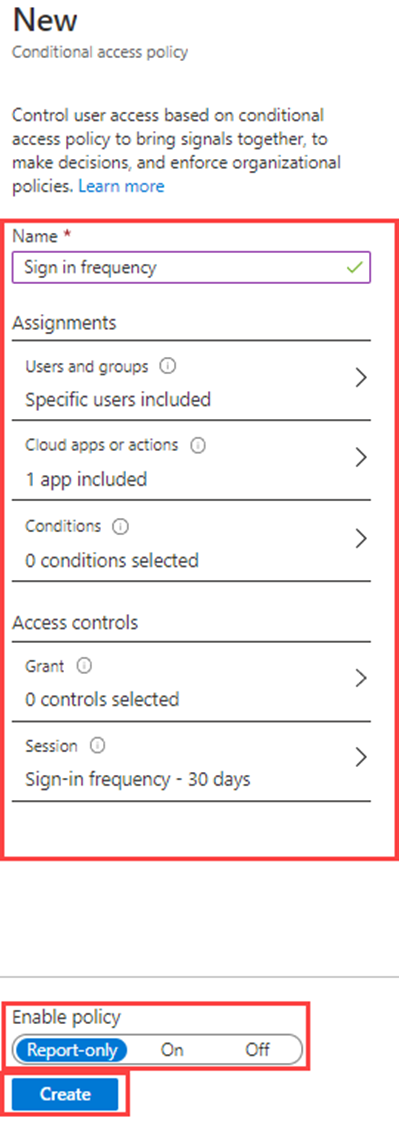 New
Conditional access policy
Control user access based on conditional
access policy to bring signals together, to
make decisions, and enforce organizational
policies. Learn more
Name *
Sign in frequency
Assignments
Users and groups
Specific users included
Cloud apps or actions
1 app included
Conditions
0 conditions selected
Access controls
Grant
0 controls selected
Session
Sign-in frequency - 30 days
Enable policy
Report-only On Off
Create